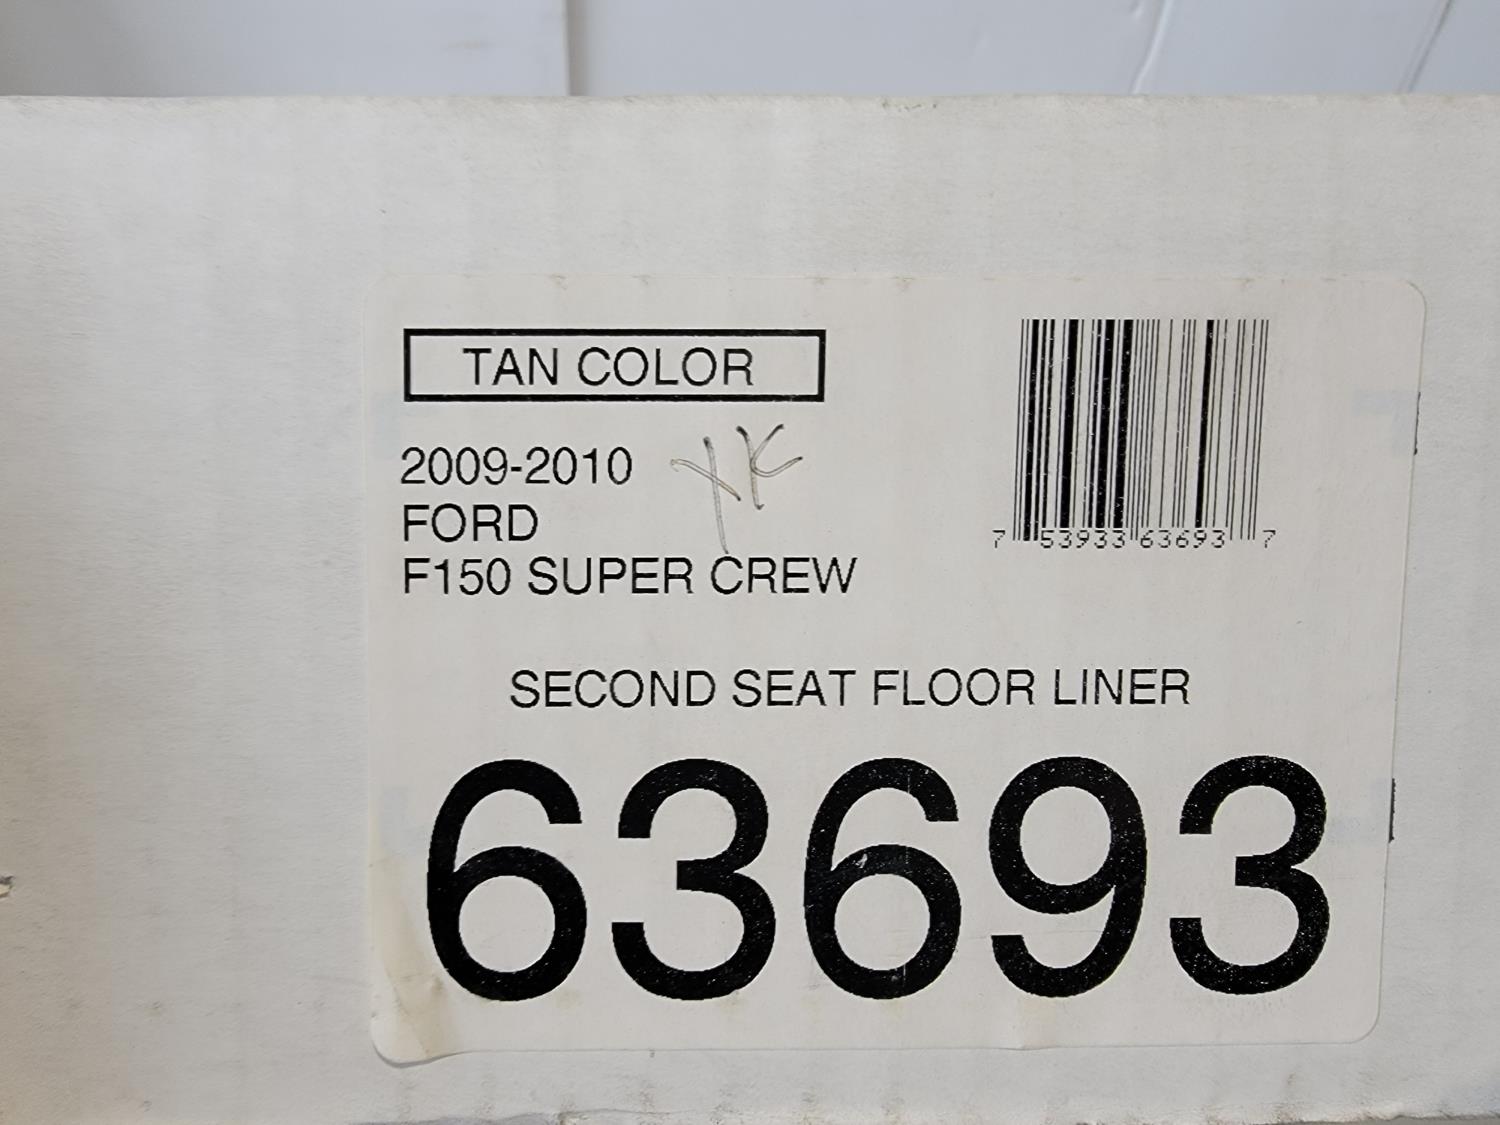 TAN COLOR
2009-2010
FORD
F150 SUPER CREW
7 53933 63693 7
SECOND SEAT FLOOR LINER
63693